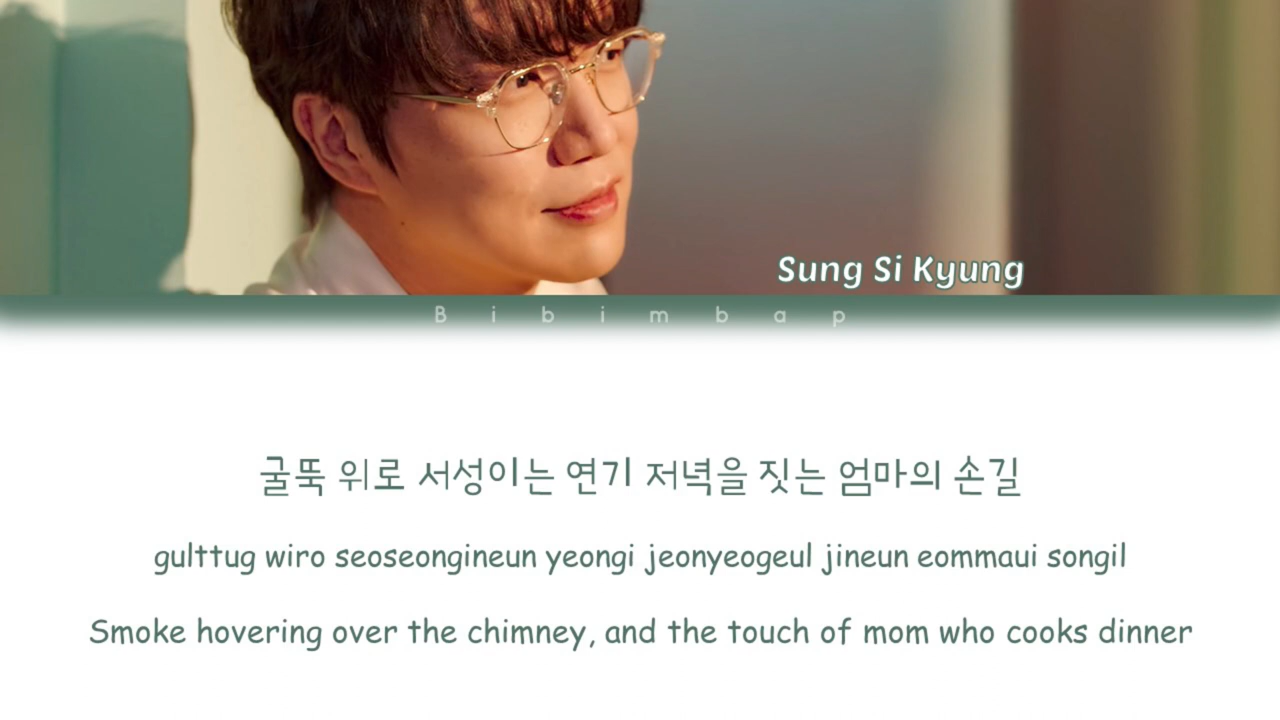 Sung Si Kyung
Bibimbap
굴뚝 위로 서성이는 연기 저녁을 짓는 엄마의 손길
gulttug wiro seoseongineun yeongi jeonyeogeul jineun eommaui songil
Smoke hovering over the chimney, and the touch of mom who cooks dinner